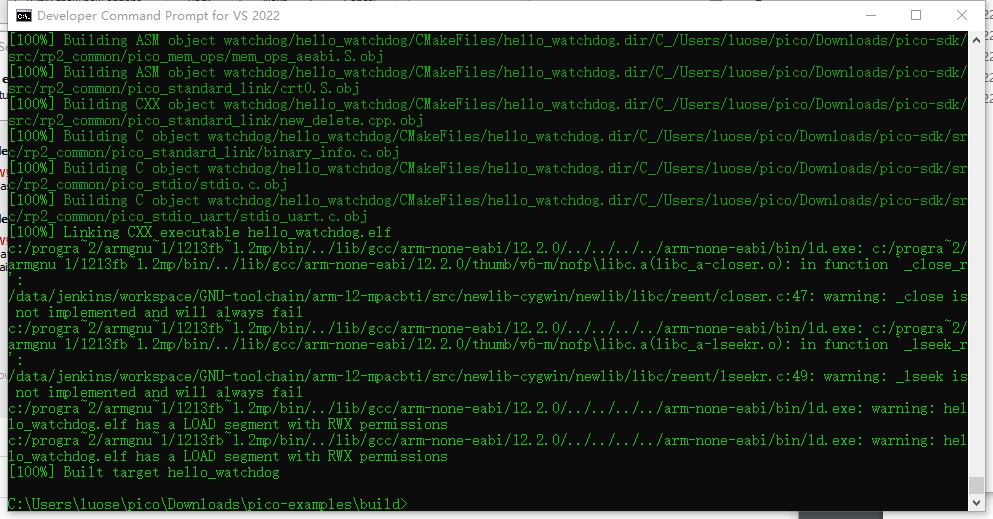 Developer Command Prompt for VS 2022
[100%] Building ASM object watchdog/hello_watchdog/CMakeFiles/hello_watchdog.dir/C_/Users/luose/pico/Downloads/pico-sdk/
src/rp2_common/pico_mem_ops/mem_ops_aeabi.S.obj
[100%] Building ASM object watchdog/hello_watchdog/CMakeFiles/hello_watchdog.dir/C_/Users/luose/pico/Downloads/pico-sdk/
src/rp2_common/pico_standard_link/crt0.S.obj
[100%] Building CXX object watchdog/hello_watchdog/CMakeFiles/hello_watchdog.dir/C_/Users/luose/pico/Downloads/pico-sdk/
src/rp2_common/pico_standard_link/new_delete.cpp.obj
[100%] Building C object watchdog/hello_watchdog/CMakeFiles/hello_watchdog.dir/C_/Users/luose/pico/Downloads/pico-sdk/sr
c/rp2_common/pico_standard_link/binary_info.c.obj
[100%] Building C object watchdog/hello_watchdog/CMakeFiles/hello_watchdog.dir/C_/Users/luose/pico/Downloads/pico-sdk/sr
c/rp2_common/pico_stdio/stdio.c.obj
[100%] Building C object watchdog/hello_watchdog/CMakeFiles/hello_watchdog.dir/C_/Users/luose/pico/Downloads/pico-sdk/sr
c/rp2_common/pico_stdio_uart/stdio_uart.c.obj
[100%] Linking CXX executable hello_watchdog.elf
c:/progra~2/armgnu~1/1213fb~1.2mp/bin/../lib/gcc/arm-none-eabi/12.2.0/../../../../arm-none-eabi/bin/ld.exe: c:/progra~2/
armgnu~1/1213fb~1.2mp/bin/../lib/gcc/arm-none-eabi/12.2.0/thumb/v6-m/nofp\libc.a(libc_a-closer.o): in function `_close_r
':
/data/jenkins/workspace/GNU-toolchain/arm-12-mpacbti/src/newlib-cygwin/newlib/libc/reent/closer.c:47: warning: _close is
 not implemented and will always fail
c:/progra~2/armgnu~1/1213fb~1.2mp/bin/../lib/gcc/arm-none-eabi/12.2.0/../../../../arm-none-eabi/bin/ld.exe: c:/progra~2/
armgnu~1/1213fb~1.2mp/bin/../lib/gcc/arm-none-eabi/12.2.0/thumb/v6-m/nofp\libc.a(libc_a-lseekr.o): in function `_lseek_r
':
/data/jenkins/workspace/GNU-toolchain/arm-12-mpacbti/src/newlib-cygwin/newlib/libc/reent/lseekr.c:49: warning: _lseek is
 not implemented and will always fail
c:/progra~2/armgnu~1/1213fb~1.2mp/bin/../lib/gcc/arm-none-eabi/12.2.0/../../../../arm-none-eabi/bin/ld.exe: warning: hel
lo_watchdog.elf has a LOAD segment with RWX permissions
c:/progra~2/armgnu~1/1213fb~1.2mp/bin/../lib/gcc/arm-none-eabi/12.2.0/../../../../arm-none-eabi/bin/ld.exe: warning: hel
lo_watchdog.elf has a LOAD segment with RWX permissions
[100%] Built target hello_watchdog
C:\Users\luose\pico\Downloads\pico-examples\build>